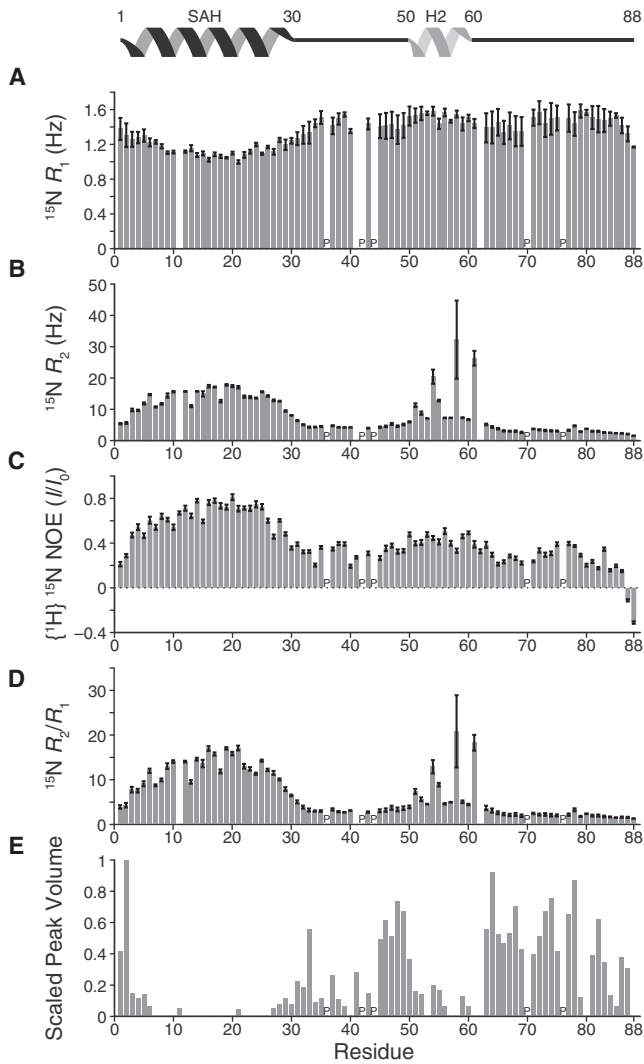 1 SAH 30 50 H2 60 88
A
¹⁵N R₁ (Hz)
1.6
1.2
0.8
0.4
0
P P P P P
0 10 20 30 40 50 60 70 80 88
B
¹⁵N R₂ (Hz)
50
40
30
20
10
0
P P P P P
0 10 20 30 40 50 60 70 80 88
C
{¹H} ¹⁵N NOE (I/I₀)
0.8
0.4
0
−0.4
P P P P P
0 10 20 30 40 50 60 70 80 88
D
¹⁵N R₂/R₁
30
20
10
0
P P P P P
0 10 20 30 40 50 60 70 80 88
E
Scaled Peak Volume
1
0.8
0.6
0.4
0.2
0
P P P P P
0 10 20 30 40 50 60 70 80 88
Residue